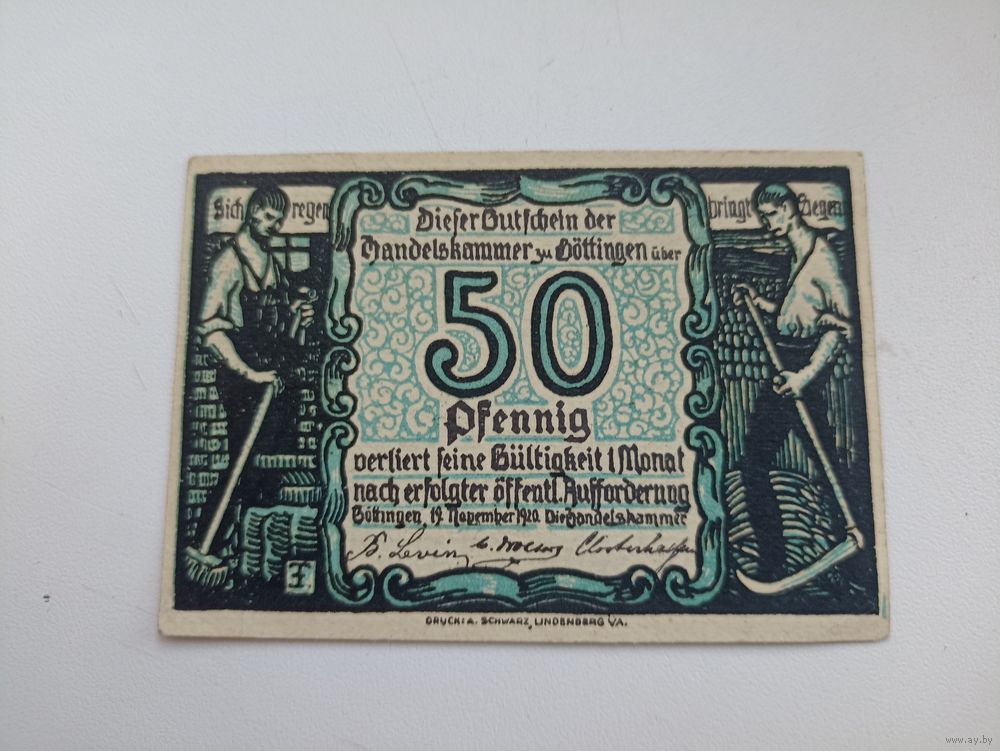 Sich regen bringt Segen
Dieser Gutschein der
Handelskammer zu Göttingen über
50
Pfennig
verliert seine Gültigkeit 1 Monat
nach erfolgter öffentl. Aufforderung
Göttingen, 19. November 1920. Die Handelskammer
Levin
DRUCK: A. SCHWARZ, LINDENBERG I/A.
www.ay.by